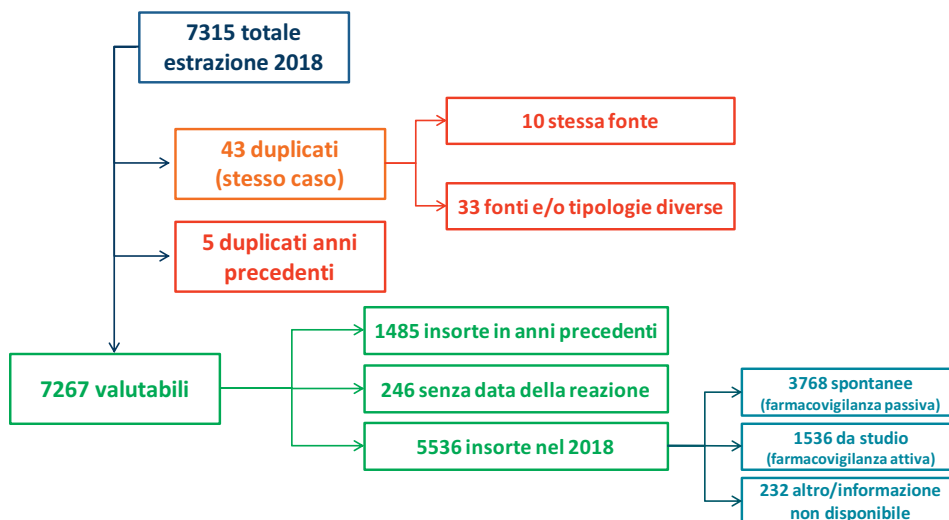 7315 totale
estrazione 2018
43 duplicati
(stesso caso)
10 stessa fonte
33 fonti e/o tipologie diverse
5 duplicati anni
precedenti
7267 valutabili
1485 insorte in anni precedenti
246 senza data della reazione
5536 insorte nel 2018
3768 spontanee
(farmacovigilanza passiva)
1536 da studio
(farmacovigilanza attiva)
232 altro/informazione
non disponibile